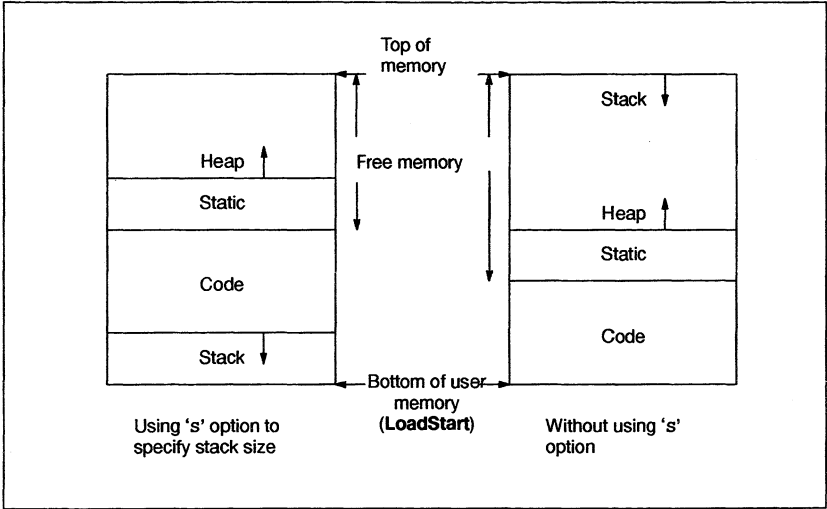 Top of
memory
Stack
Heap
Free memory
Static
Heap
Static
Code
Code
Stack
Bottom of user
memory
(LoadStart)
Using ‘s’ option to
specify stack size
Without using ‘s’
option